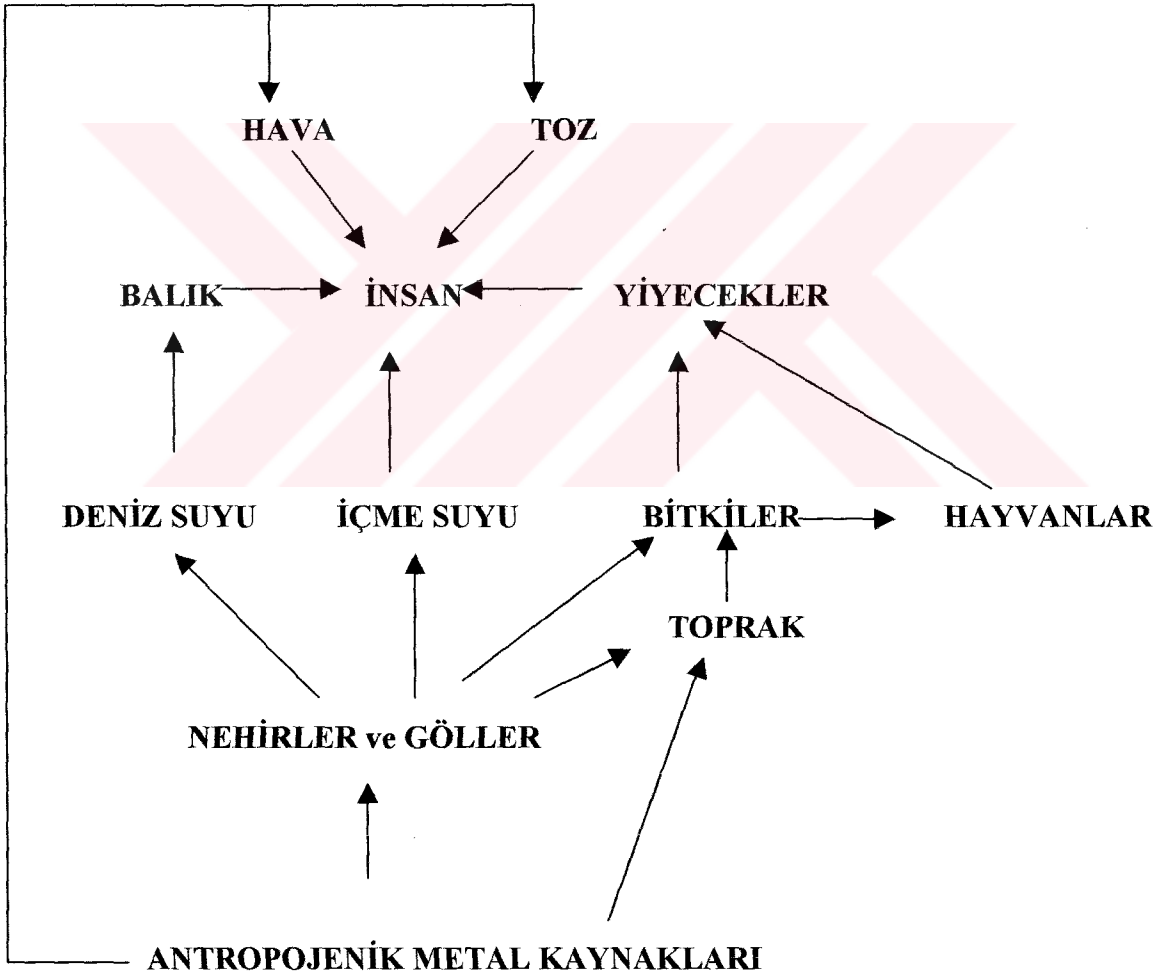 HAVA TOZ
BALIK İNSAN YİYECEKLER
DENİZ SUYU İÇME SUYU BİTKİLER HAYVANLAR
TOPRAK
NEHİRLER ve GÖLLER
ANTROPOJENİK METAL KAYNAKLARI